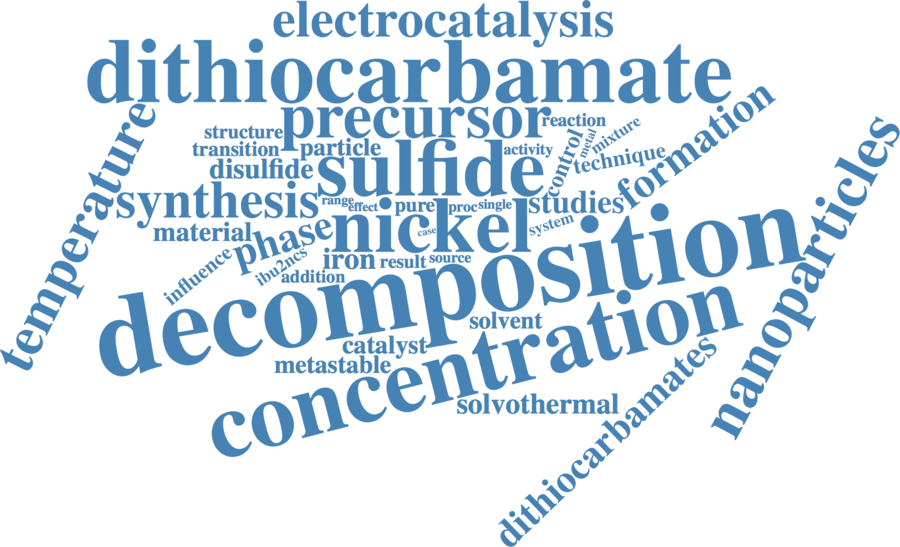 electrocatalysis
dithiocarbamate
precursor
reaction
structure
transition
particle
disulfide
sulfide
activity
control
metal
mixture
technique
formation
temperature
synthesis
range
effect
pure
proc
single
studies
nanoparticles
material
phase
nickel
case
system
influence
ibu2ncs
iron
result
source
addition
decomposition
solvent
catalyst
metastable
concentration
solvothermal
dithiocarbamates